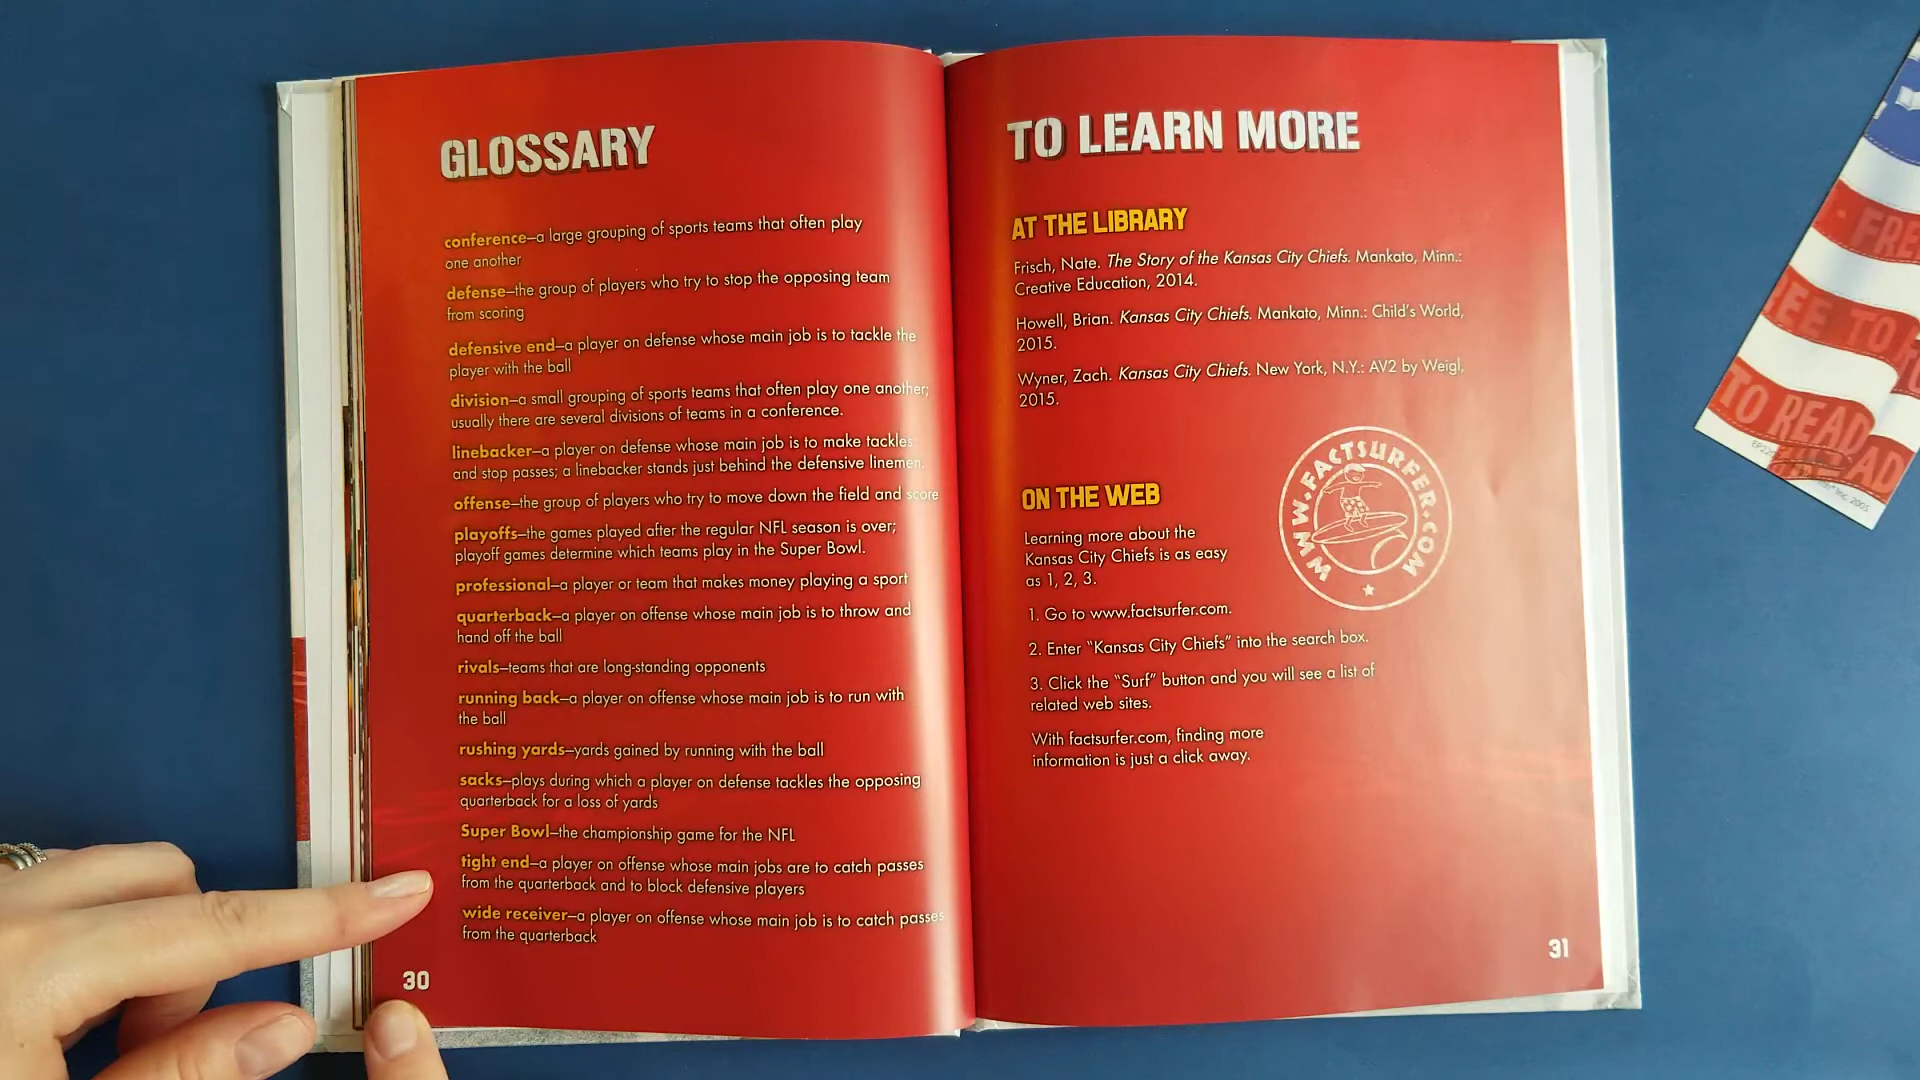 GLOSSARY
conference—a large grouping of sports teams that often play
one another
defense—the group of players who try to stop the opposing team
from scoring
defensive end—a player on defense whose main job is to tackle the
player with the ball
division—a small grouping of sports teams that often play one another;
usually there are several divisions of teams in a conference.
linebacker—a player on defense whose main job is to make tackles
and stop passes; a linebacker stands just behind the defensive linemen.
offense—the group of players who try to move down the field and score
playoffs—the games played after the regular NFL season is over;
playoff games determine which teams play in the Super Bowl.
professional—a player or team that makes money playing a sport
quarterback—a player on offense whose main job is to throw and
hand off the ball
rivals—teams that are long-standing opponents
running back—a player on offense whose main job is to run with
the ball
rushing yards—yards gained by running with the ball
sacks—plays during which a player on defense tackles the opposing
quarterback for a loss of yards
Super Bowl—the championship game for the NFL
tight end—a player on offense whose main jobs are to catch passes
from the quarterback and to block defensive players
wide receiver—a player on offense whose main job is to catch passes
from the quarterback
30
TO LEARN MORE
AT THE LIBRARY
Frisch, Nate. The Story of the Kansas City Chiefs. Mankato, Minn.:
Creative Education, 2014.
Howell, Brian. Kansas City Chiefs. Mankato, Minn.: Child's World,
2015.
Wyner, Zach. Kansas City Chiefs. New York, N.Y.: AV2 by Weigl,
2015.
ON THE WEB
Learning more about the
Kansas City Chiefs is as easy
as 1, 2, 3.
1. Go to www.factsurfer.com.
2. Enter “Kansas City Chiefs” into the search box.
3. Click the “Surf” button and you will see a list of
related web sites.
With factsurfer.com, finding more
information is just a click away.
WWW.FACTSURFER.COM
31
FREE
TO
TO READ
2005